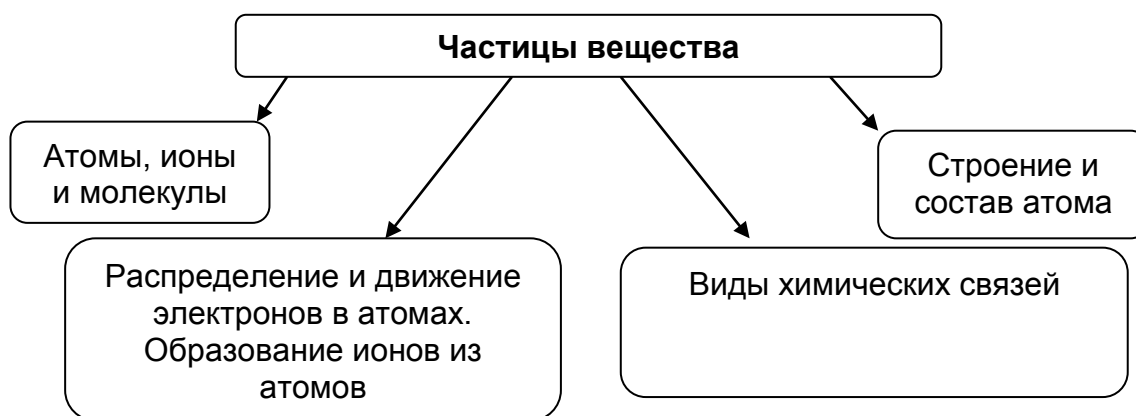 Частицы вещества
Атомы, ионы
и молекулы
Строение и
состав атома
Распределение и движение
электронов в атомах.
Образование ионов из
атомов
Виды химических связей